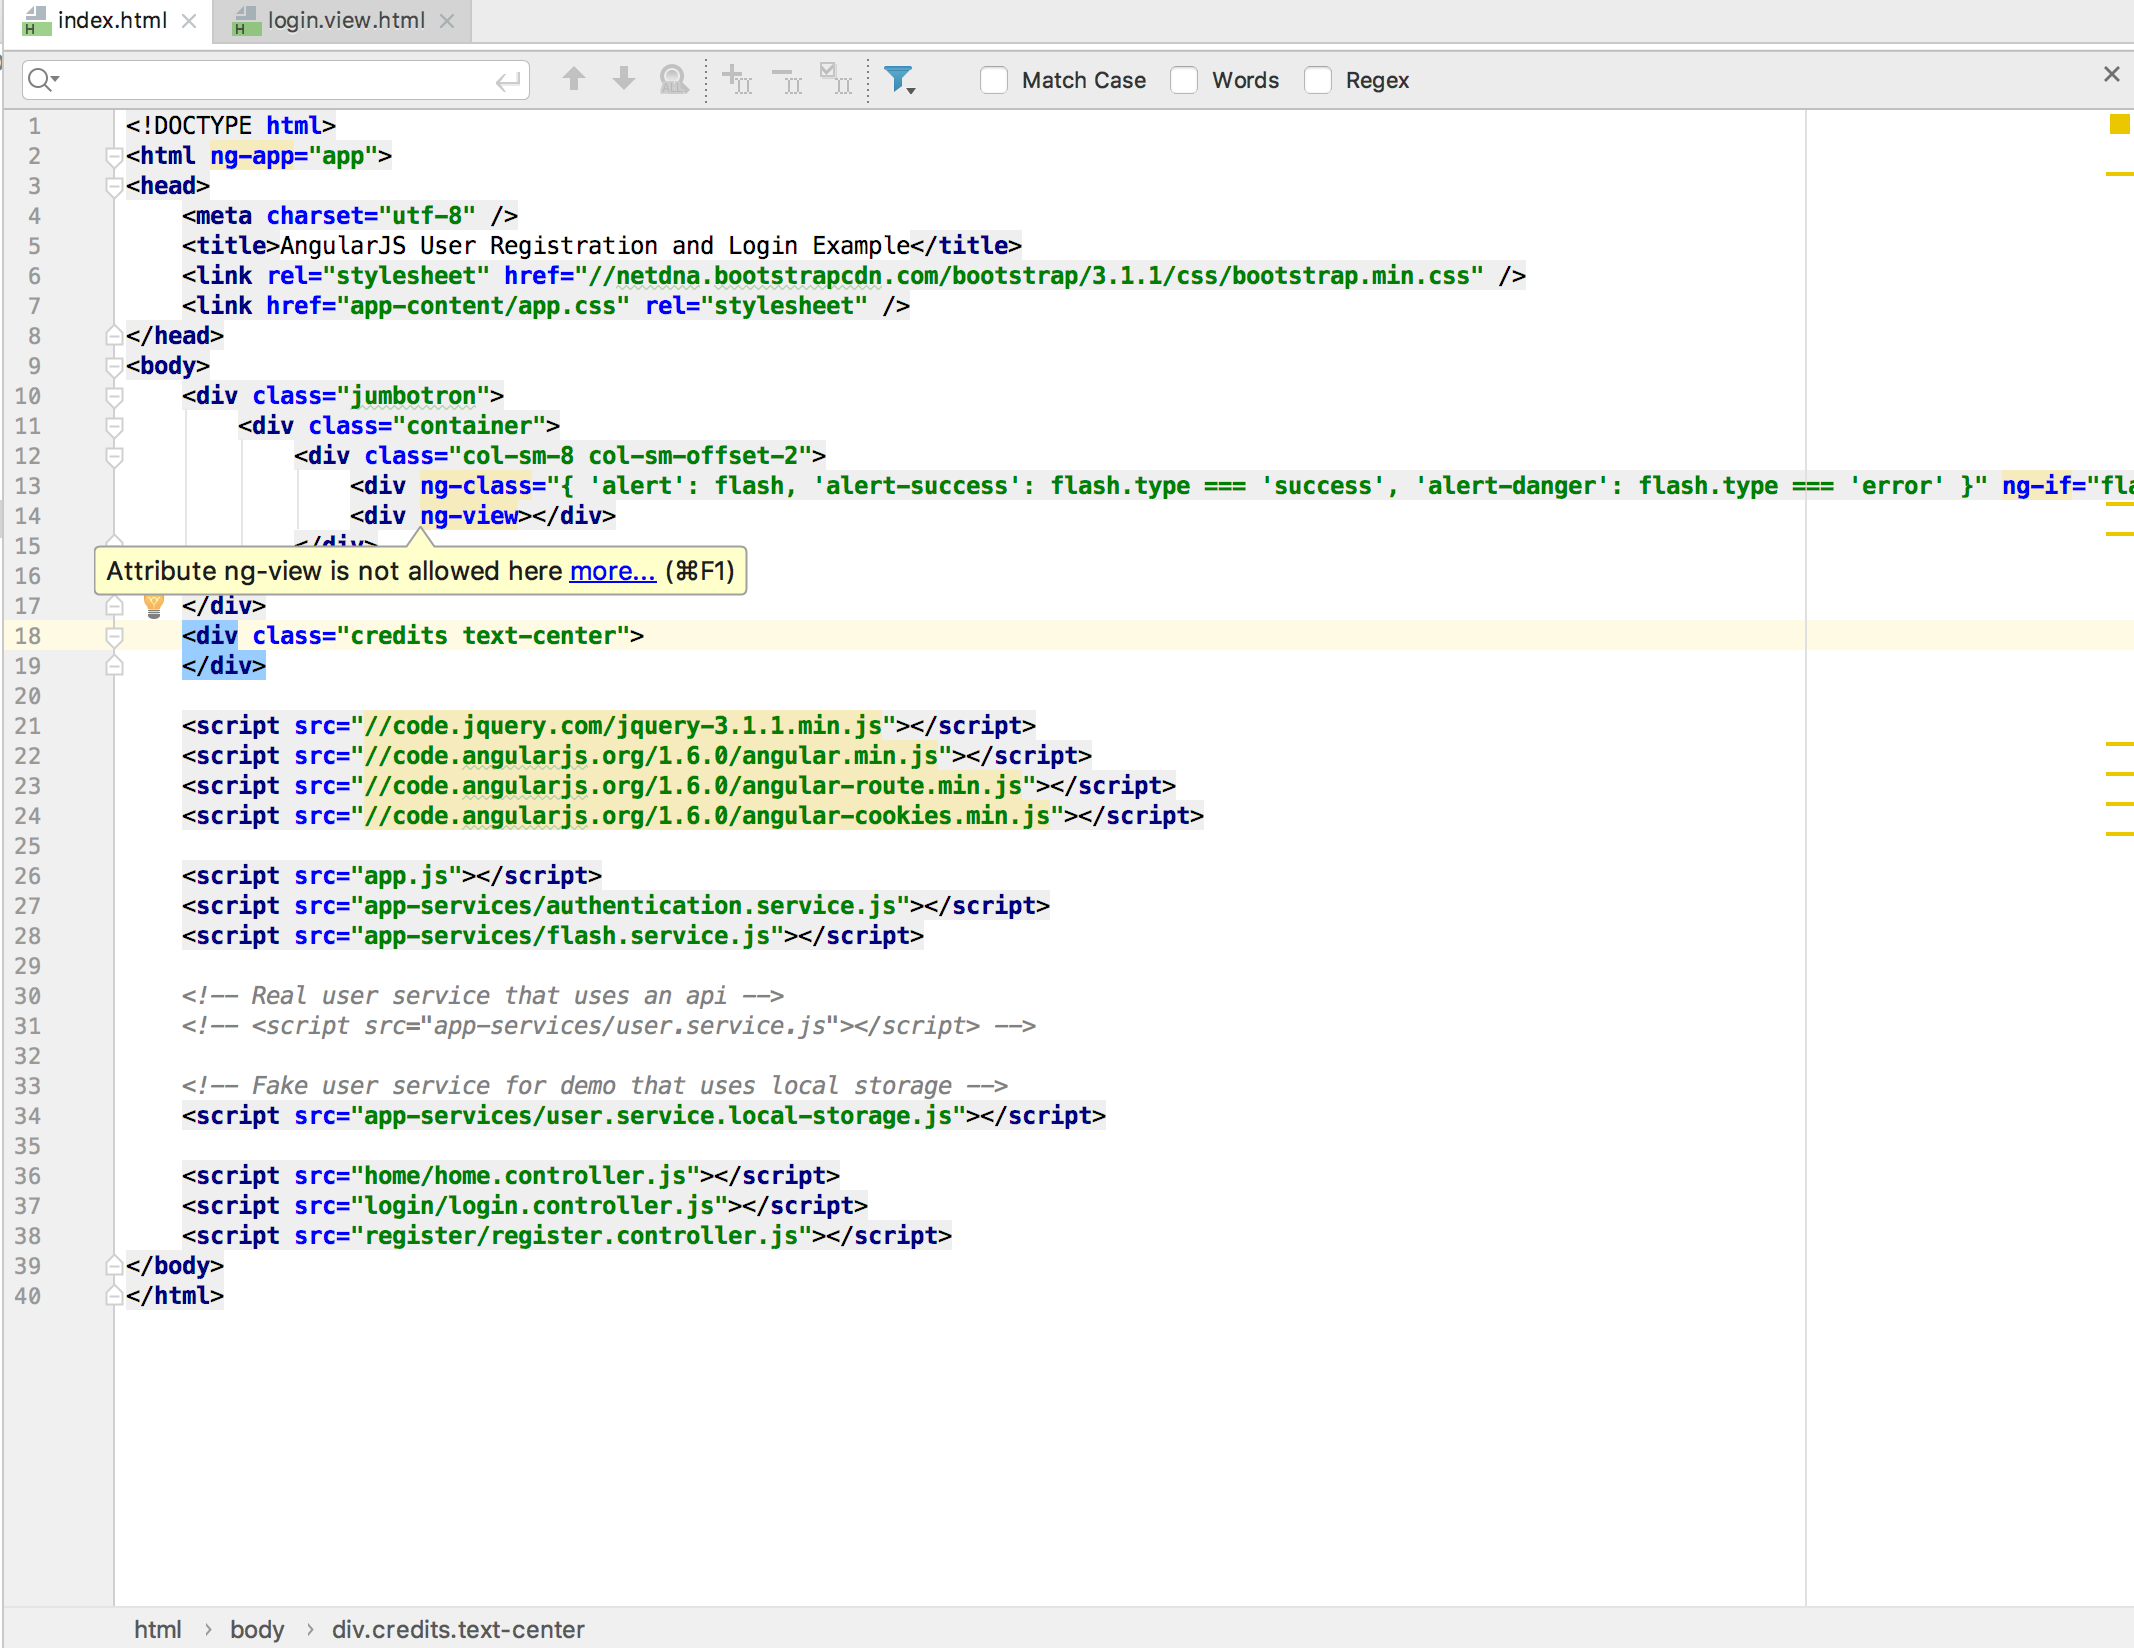 index.html
login.view.html
Match Case
Words
Regex
1 <!DOCTYPE html>
2 <html ng-app="app">
3 <head>
4 <meta charset="utf-8" />
5 <title>AngularJS User Registration and Login Example</title>
6 <link rel="stylesheet" href="//netdna.bootstrapcdn.com/bootstrap/3.1.1/css/bootstrap.min.css" />
7 <link href="app-content/app.css" rel="stylesheet" />
8 </head>
9 <body>
10 <div class="jumbotron">
11 <div class="container">
12 <div class="col-sm-8 col-sm-offset-2">
13 <div ng-class="{ 'alert': flash, 'alert-success': flash.type === 'success', 'alert-danger': flash.type === 'error' }" ng-if="fla
14 <div ng-view></div>
15 </div>
Attribute ng-view is not allowed here more... (⌘F1)
16
17 </div>
18 <div class="credits text-center">
19 </div>
20
21 <script src="//code.jquery.com/jquery-3.1.1.min.js"></script>
22 <script src="//code.angularjs.org/1.6.0/angular.min.js"></script>
23 <script src="//code.angularjs.org/1.6.0/angular-route.min.js"></script>
24 <script src="//code.angularjs.org/1.6.0/angular-cookies.min.js"></script>
25
26 <script src="app.js"></script>
27 <script src="app-services/authentication.service.js"></script>
28 <script src="app-services/flash.service.js"></script>
29
30 <!-- Real user service that uses an api -->
31 <!-- <script src="app-services/user.service.js"></script> -->
32
33 <!-- Fake user service for demo that uses local storage -->
34 <script src="app-services/user.service.local-storage.js"></script>
35
36 <script src="home/home.controller.js"></script>
37 <script src="login/login.controller.js"></script>
38 <script src="register/register.controller.js"></script>
39 </body>
40 </html>
html › body › div.credits.text-center